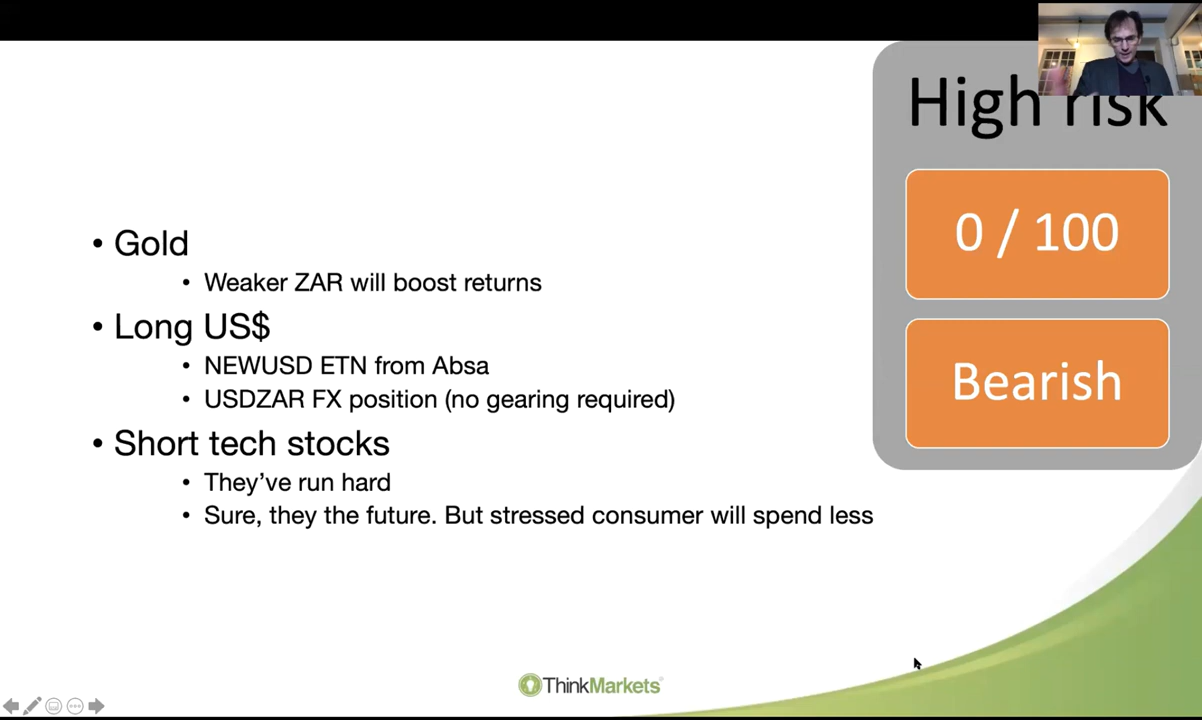 High risk
0 / 100
Bearish
• Gold
• Weaker ZAR will boost returns
• Long US$
• NEWUSD ETN from Absa
• USDZAR FX position (no gearing required)
• Short tech stocks
• They've run hard
• Sure, they the future. But stressed consumer will spend less
ThinkMarkets